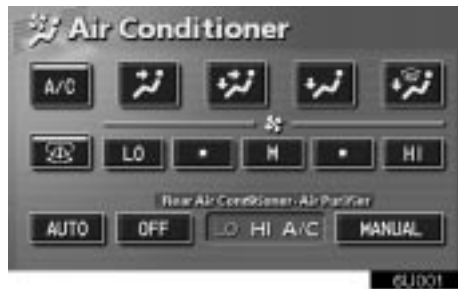 Air Conditioner
A/C
LO • M • HI
Rear Air Conditioner·Air Purifier
AUTO OFF LO HI A/C MANUAL
6U001